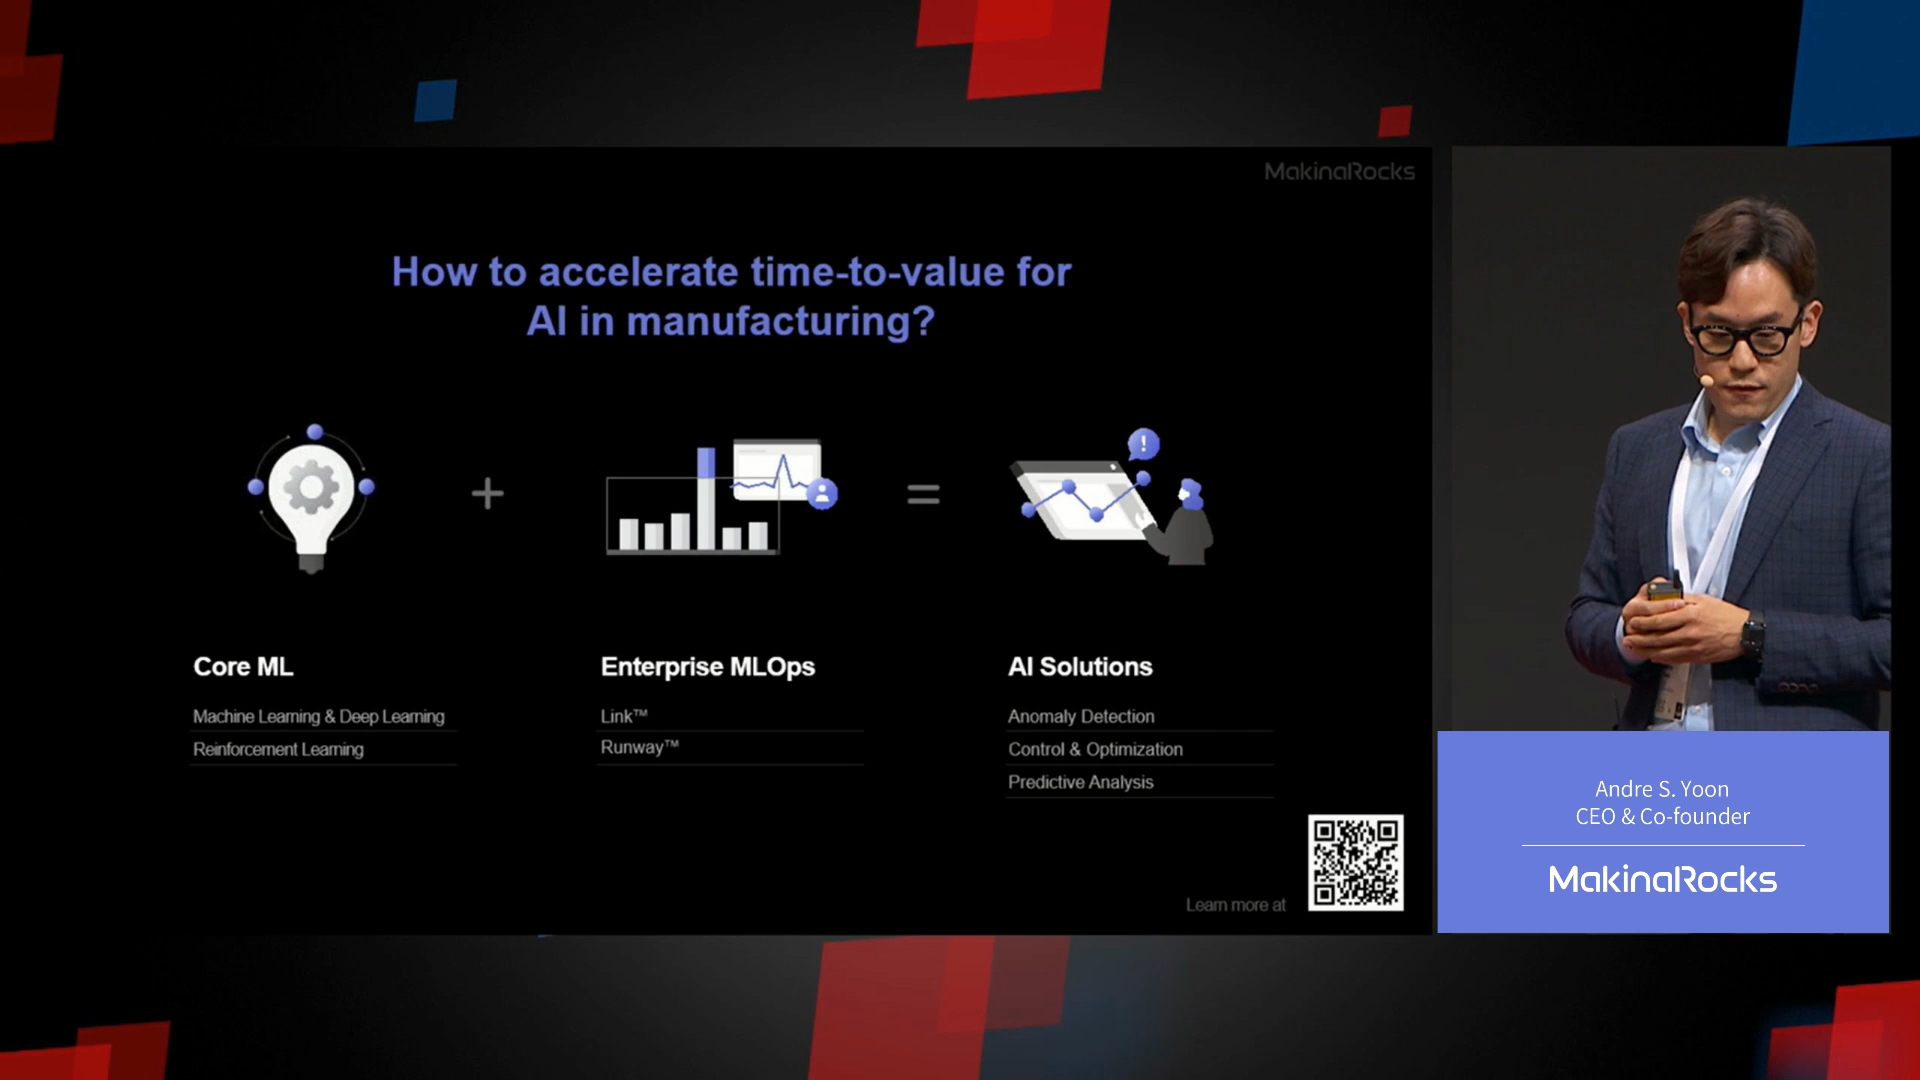 MakinaRocks
How to accelerate time-to-value for
AI in manufacturing?
+
=
!
Core ML
Machine Learning & Deep Learning
Reinforcement Learning
Enterprise MLOps
Link™
Runway™
AI Solutions
Anomaly Detection
Control & Optimization
Predictive Analysis
Learn more at
Andre S. Yoon
CEO & Co-founder
MakinaRocks